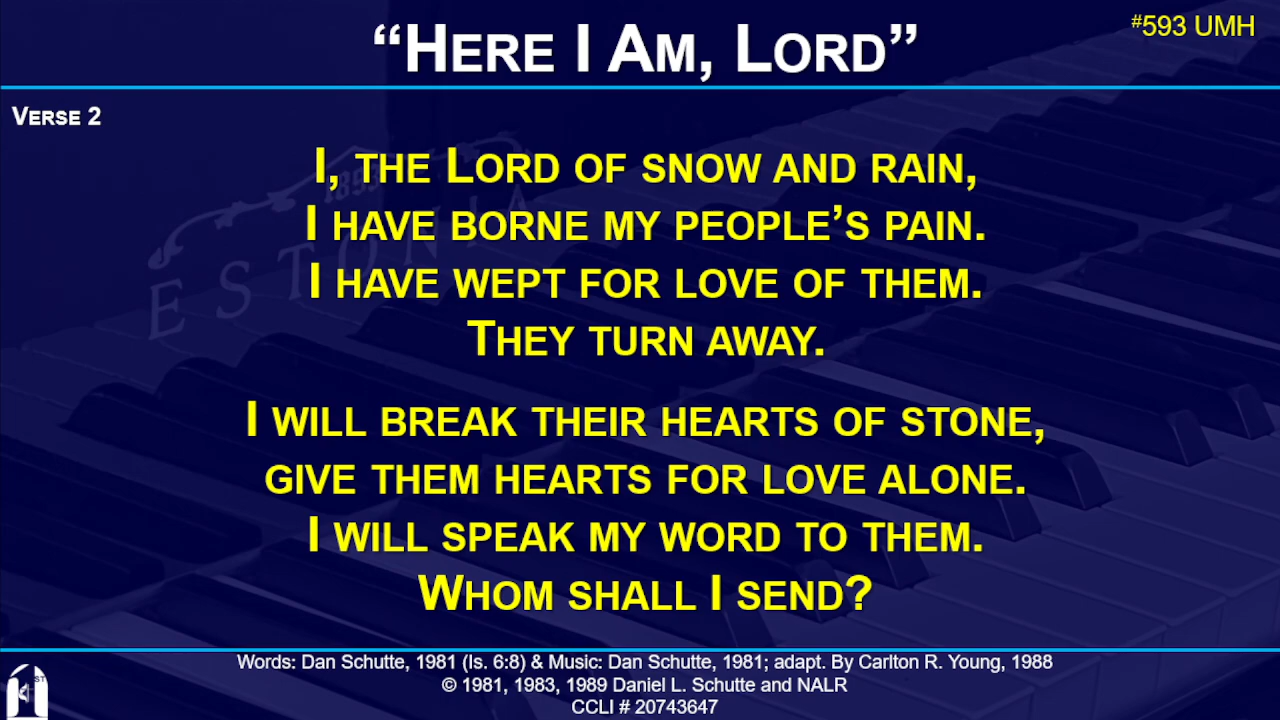 “Here I Am, Lord”
#593 UMH
Verse 2
I, the Lord of snow and rain,
I have borne my people’s pain.
I have wept for love of them.
They turn away.
I will break their hearts of stone,
give them hearts for love alone.
I will speak my word to them.
Whom shall I send?
Words: Dan Schutte, 1981 (Is. 6:8) & Music: Dan Schutte, 1981; adapt. By Carlton R. Young, 1988
© 1981, 1983, 1989 Daniel L. Schutte and NALR
CCLI # 20743647
1893
ESTONIA
ST